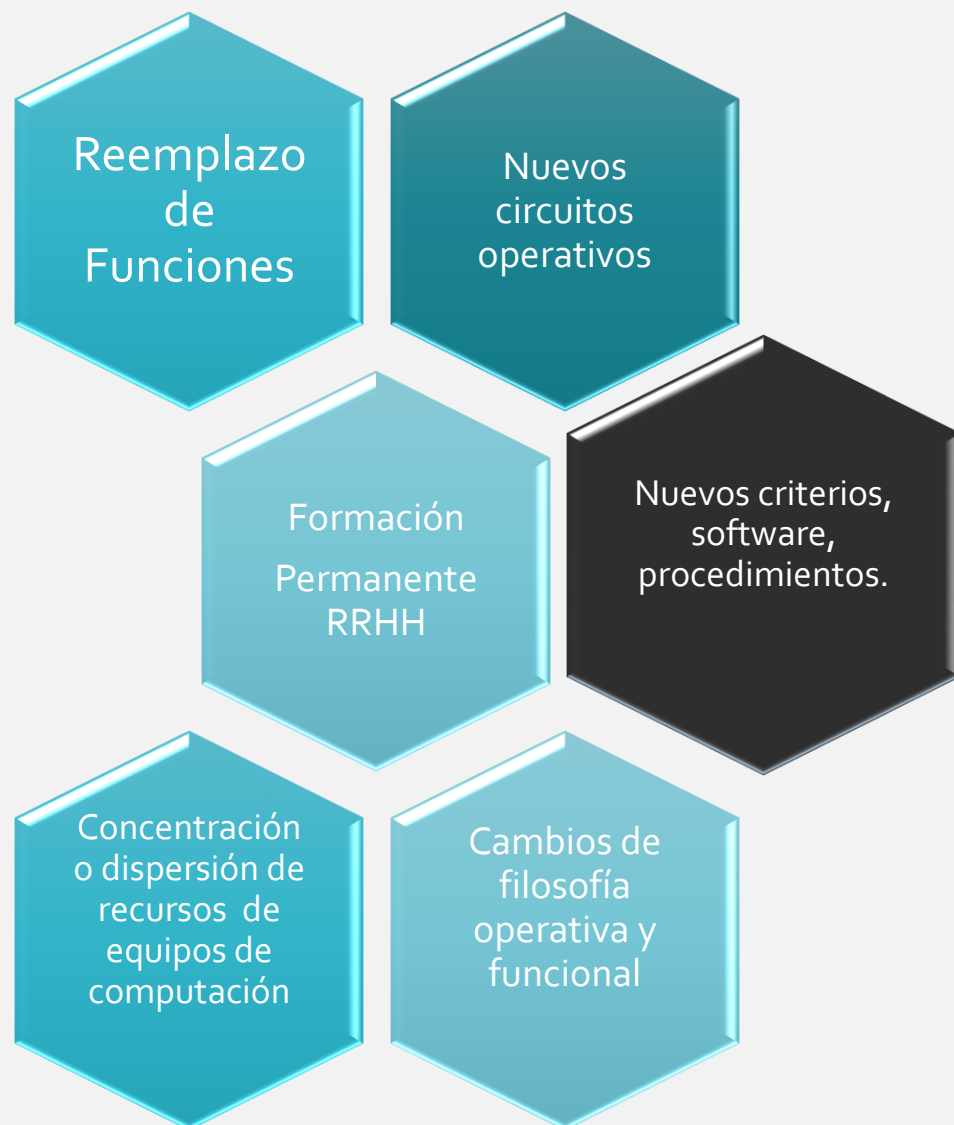 Reemplazo
de
Funciones
Nuevos
circuitos
operativos
Formación
Permanente
RRHH
Nuevos criterios,
software,
procedimientos.
Concentración
o dispersión de
recursos de
equipos de
computación
Cambios de
filosofía
operativa y
funcional